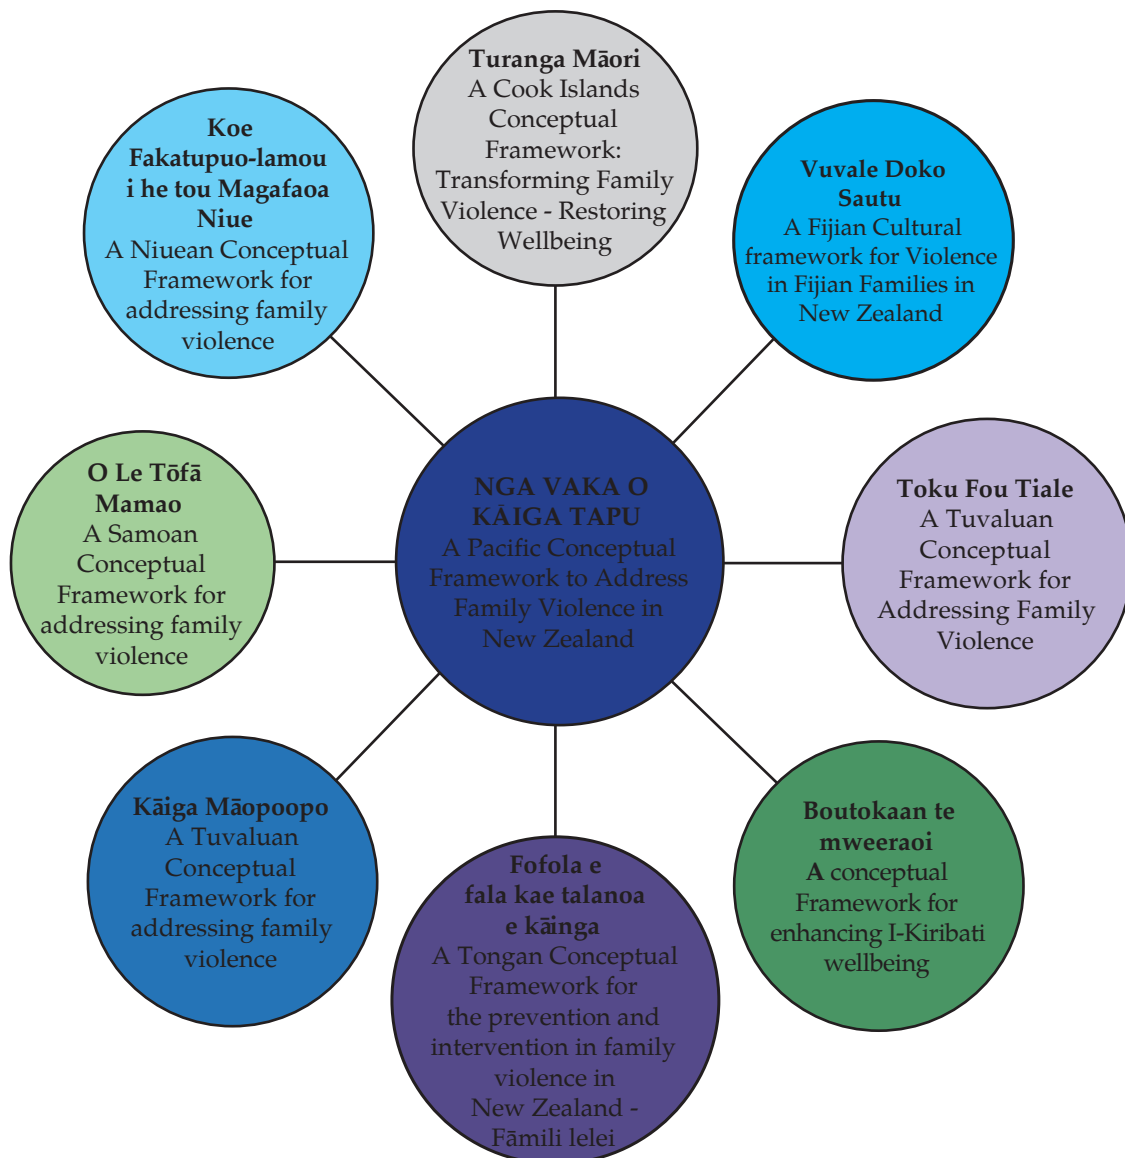 Turanga Māori
A Cook Islands
Conceptual
Framework:
Transforming Family
Violence - Restoring
Wellbeing
Koe
Fakatupuo-lamou
i he tou Magafaoa
Niue
A Niuean Conceptual
Framework for
addressing family
violence
Vuvale Doko
Sautu
A Fijian Cultural
framework for Violence
in Fijian Families in
New Zealand
O Le Tōfā
Mamao
A Samoan
Conceptual
Framework for
addressing family
violence
NGA VAKA O
KĀIGA TAPU
A Pacific Conceptual
Framework to Address
Family Violence in
New Zealand
Toku Fou Tiale
A Tuvaluan
Conceptual
Framework for
Addressing Family
Violence
Kāiga Māopoopo
A Tuvaluan
Conceptual
Framework for
addressing family
violence
Fofola e
fala kae talanoa
e kāinga
A Tongan Conceptual
Framework for
the prevention and
intervention in family
violence in
New Zealand -
Fāmili lelei
Boutokaan te
mweeraoi
A conceptual
Framework for
enhancing I-Kiribati
wellbeing